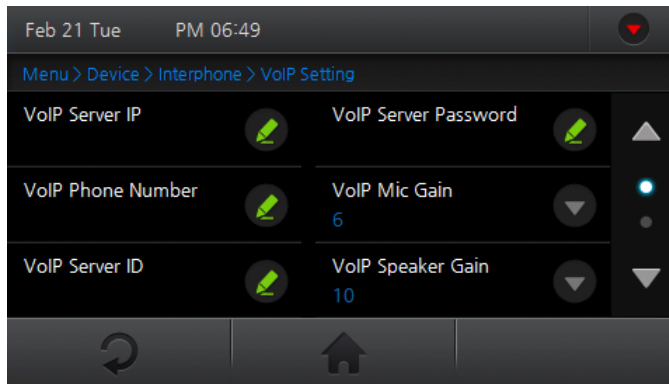 Feb 21 Tue PM 06:49
Menu > Device > Interphone > VoIP Setting
VoIP Server IP
VoIP Server Password
VoIP Phone Number
VoIP Mic Gain
6
VoIP Server ID
VoIP Speaker Gain
10